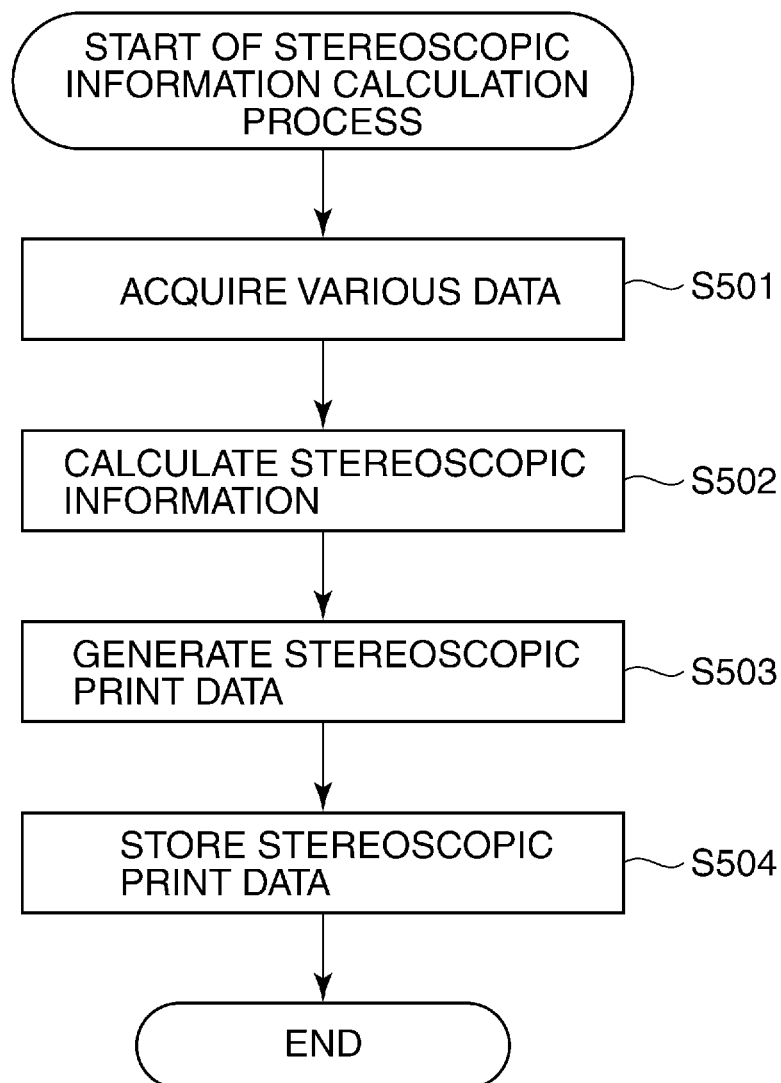 START OF STEREOSCOPIC
INFORMATION CALCULATION
PROCESS
ACQUIRE VARIOUS DATA
S501
CALCULATE STEREOSCOPIC
INFORMATION
S502
GENERATE STEREOSCOPIC
PRINT DATA
S503
STORE STEREOSCOPIC
PRINT DATA
S504
END